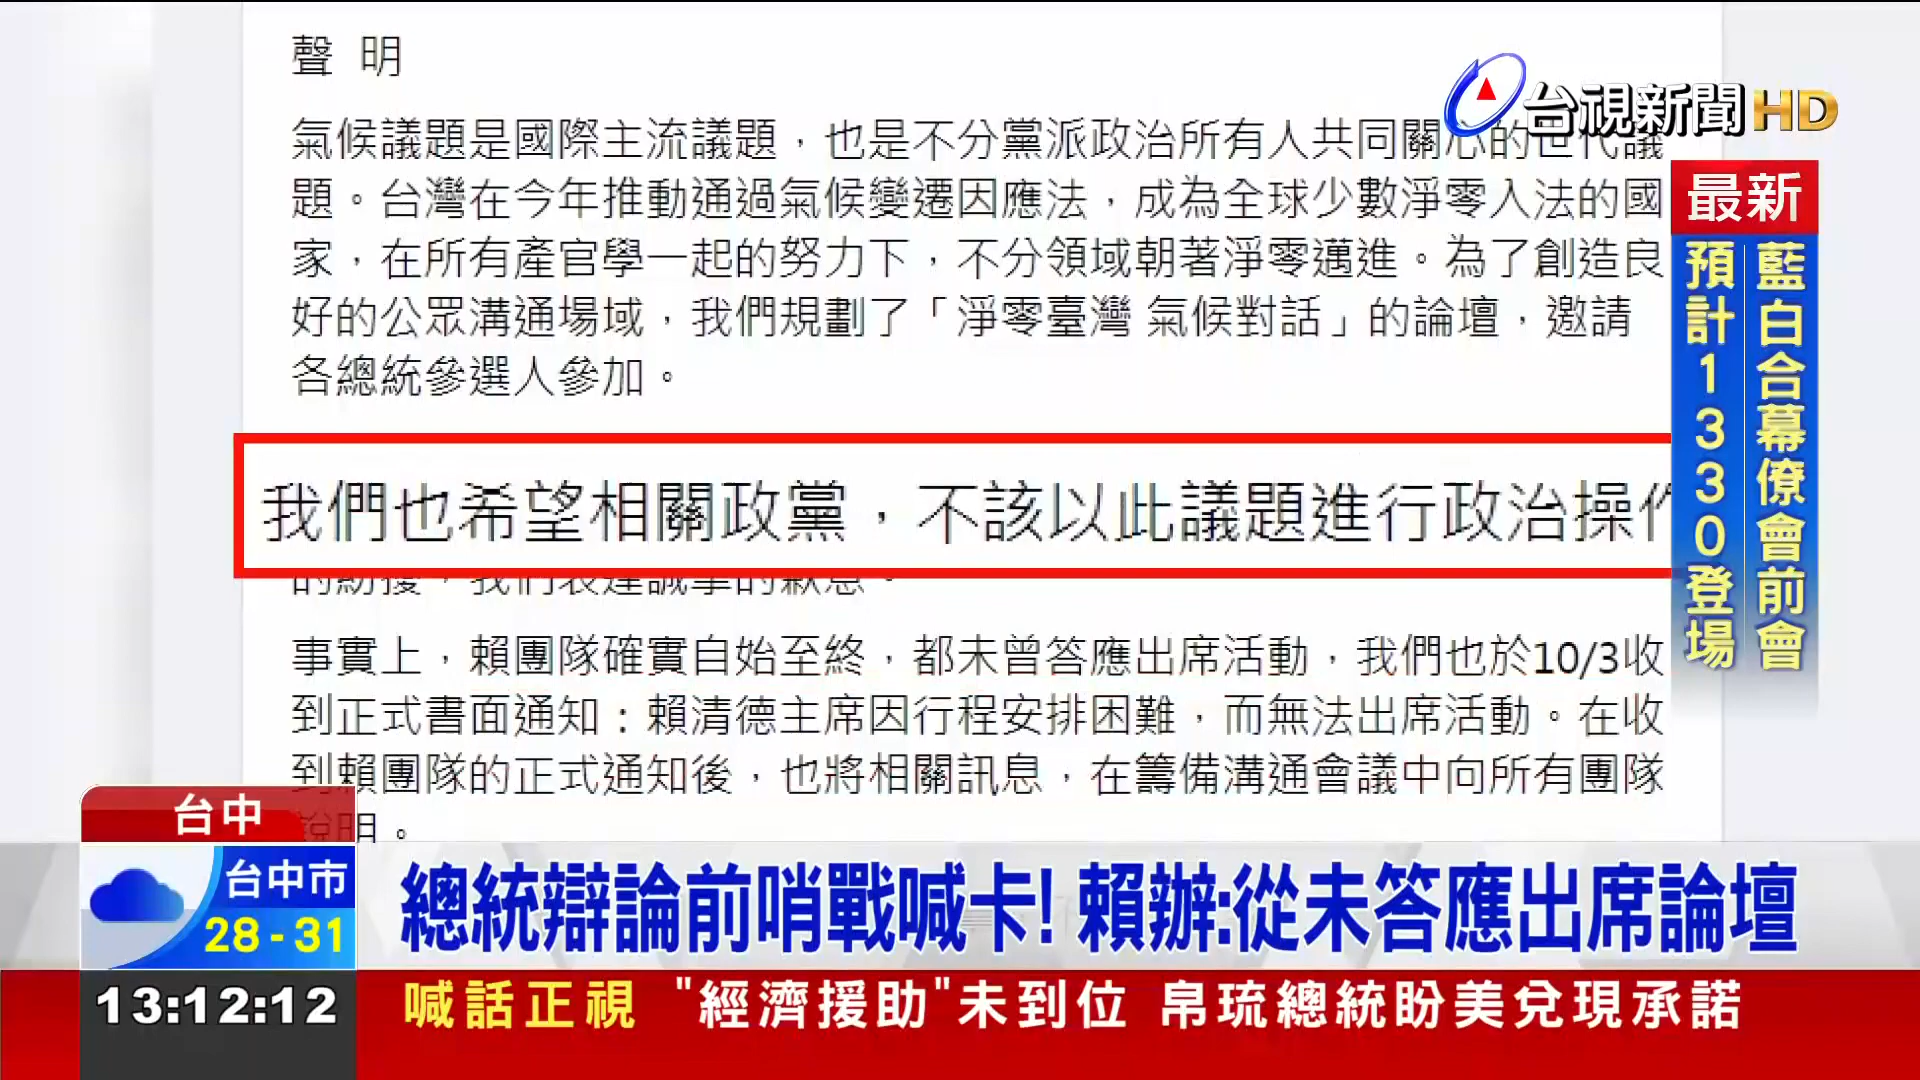 聲 明
氣候議題是國際主流議題，也是不分黨派政治所有人共同關心的世代議
題。台灣在今年推動通過氣候變遷因應法，成為全球少數淨零入法的國
家，在所有產官學一起的努力下，不分領域朝著淨零邁進。為了創造良
好的公眾溝通場域，我們規劃了「淨零臺灣 氣候對話」的論壇，邀請
各總統參選人參加。
我們也希望相關政黨，不該以此議題進行政治操作
的紛擾，我們表達誠摯的歉意。
事實上，賴團隊確實自始至終，都未曾答應出席活動，我們也於10/3收
到正式書面通知：賴清德主席因行程安排困難，而無法出席活動。在收
到賴團隊的正式通知後，也將相關訊息，在籌備溝通會議中向所有團隊
說明。
台視新聞HD
最新
藍白合幕僚會前會
預計1330登場
台中
台中市
28-31
總統辯論前哨戰喊卡! 賴辦:從未答應出席論壇
13:12:12
喊話正視 "經濟援助"未到位 帛琉總統盼美兌現承諾